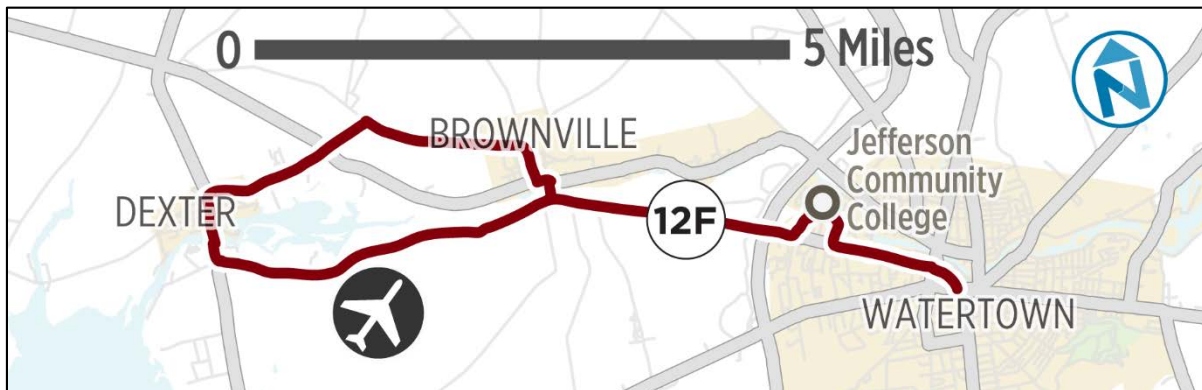 0 5 Miles
N
BROWNVILLE
Jefferson
Community
College
DEXTER
12F
WATERTOWN